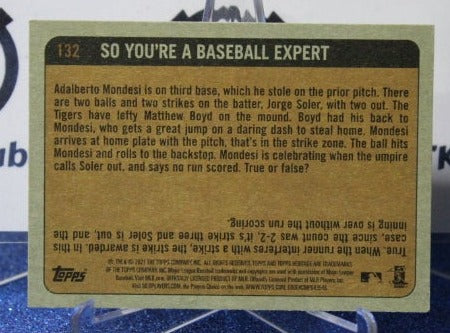 132 SO YOU'RE A BASEBALL EXPERT
Adalberto Mondesi is on third base, which he stole on the prior pitch. There
are two balls and two strikes on the batter, Jorge Soler, with two out. The
Tigers have lefty Matthew Boyd on the mound. Boyd had his back to
Mondesi, who gets a great jump on a daring dash to steal home. Mondesi
arrives at home plate with the pitch, that's in the strike zone. The ball hits
Mondesi and rolls to the backstop. Mondesi is celebrating when the umpire
calls Soler out, and says no run scored. True or false?
True. When the runner interferes with a strike, the strike is awarded. In this
case, since the count was 2-2, it's strike three and Soler is out, and the
inning is over without the run scoring.
Topps